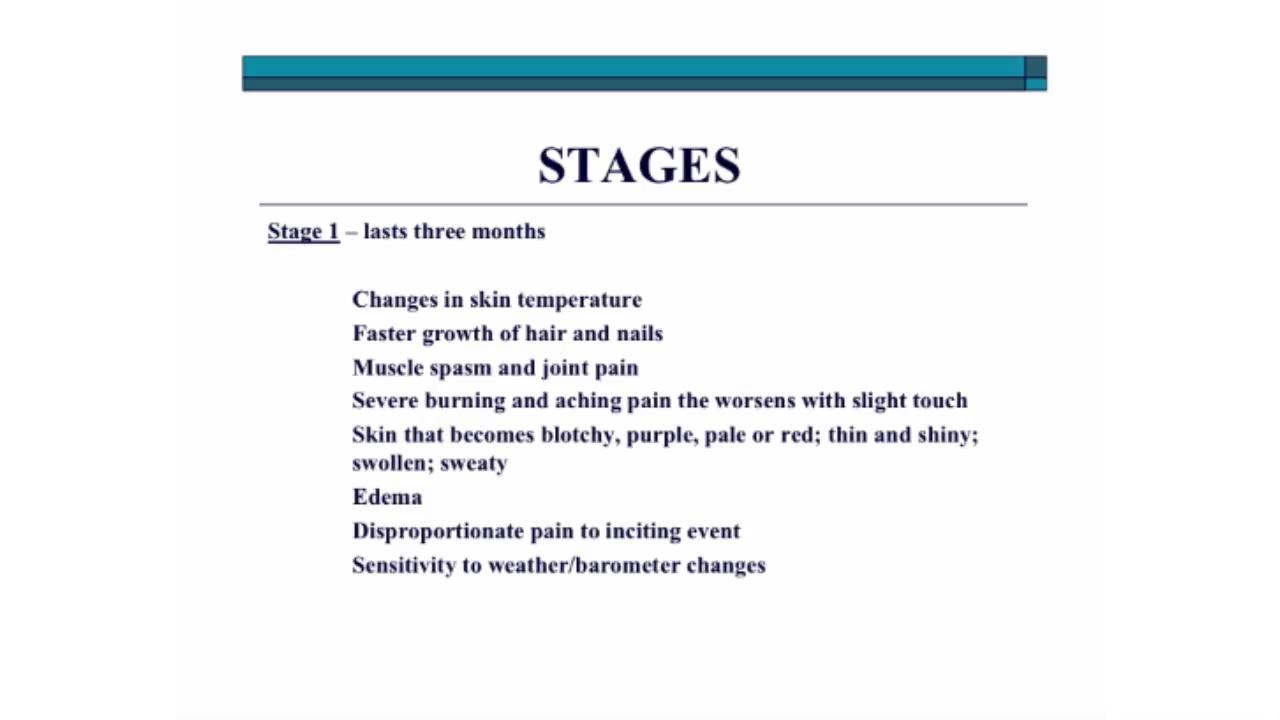 STAGES
Stage 1 – lasts three months
Changes in skin temperature
Faster growth of hair and nails
Muscle spasm and joint pain
Severe burning and aching pain the worsens with slight touch
Skin that becomes blotchy, purple, pale or red; thin and shiny;
swollen; sweaty
Edema
Disproportionate pain to inciting event
Sensitivity to weather/barometer changes